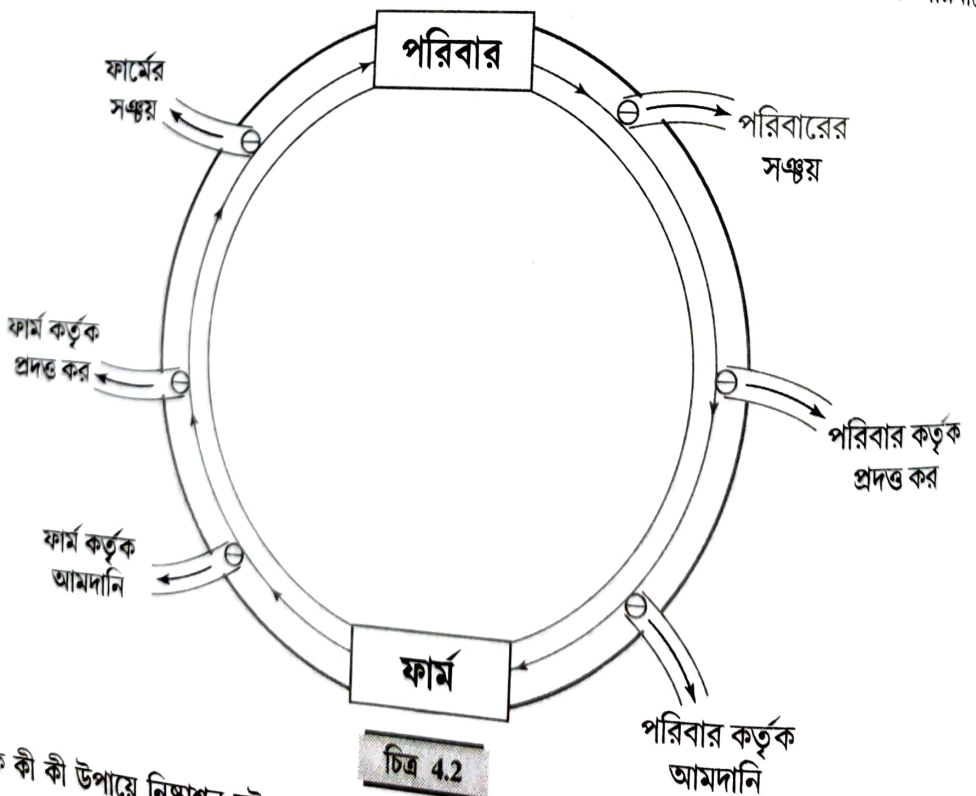 পরিবার
ফার্মের
সঞ্চয়
পরিবারের
সঞ্চয়
ফার্ম কর্তৃক
প্রদত্ত কর
পরিবার কর্তৃক
প্রদত্ত কর
ফার্ম কর্তৃক
আমদানি
ফার্ম
পরিবার কর্তৃক
আমদানি
চিত্র 4.2
কী কী উপায়ে